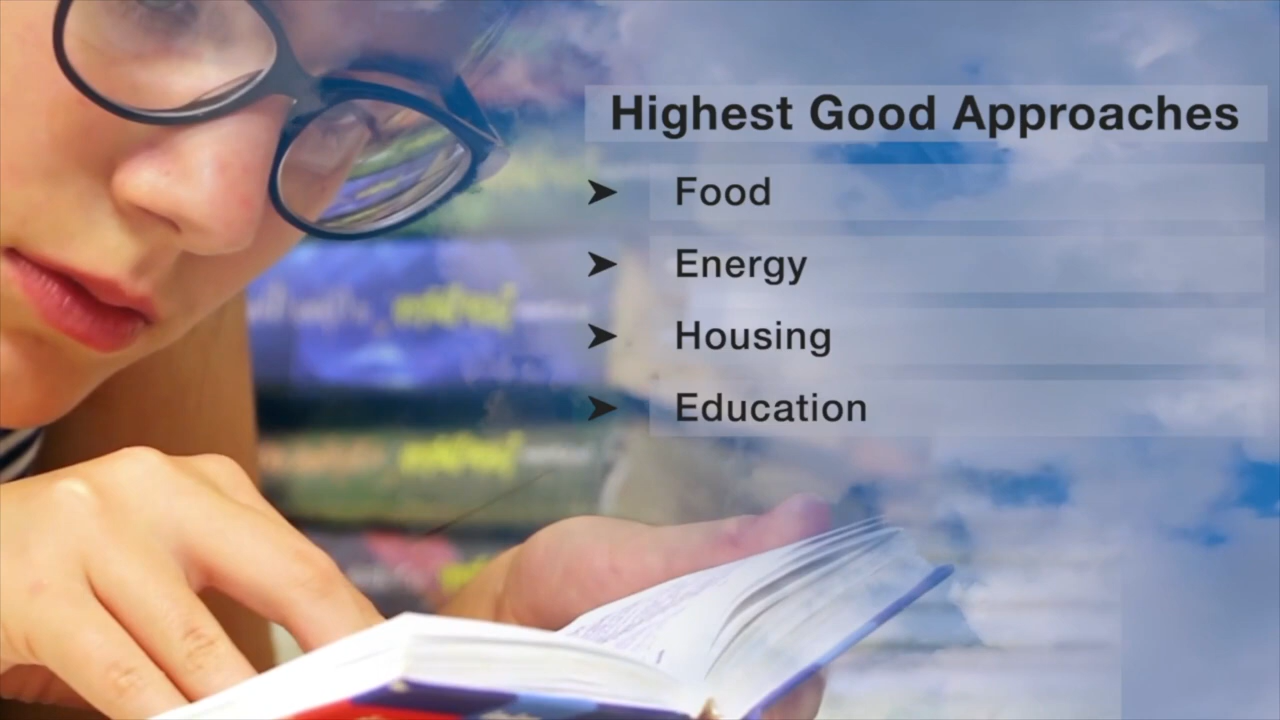 Highest Good Approaches
➤ Food
➤ Energy
➤ Housing
➤ Education